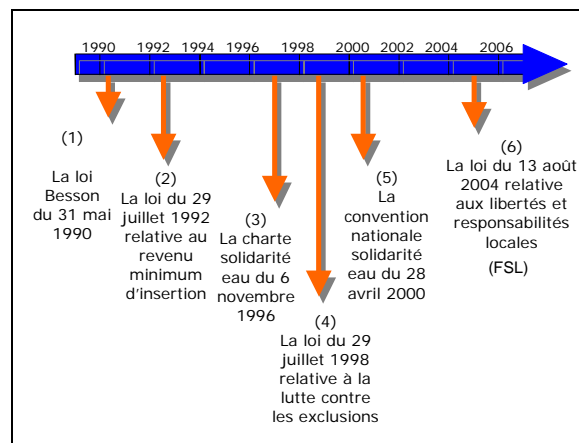 1990 1992 1994 1996 1998 2000 2002 2004 2006
(1)
La loi
Besson
du 31 mai
1990
(2)
La loi du 29
juillet 1992
relative au
revenu
minimum
d'insertion
(3)
La charte
solidarité
eau du 6
novembre
1996
(4)
La loi du 29
juillet 1998
relative à la
lutte contre
les exclusions
(5)
La
convention
nationale
solidarité
eau du 28
avril 2000
(6)
La loi du 13 août
2004 relative
aux libertés et
responsabilités
locales
(FSL)